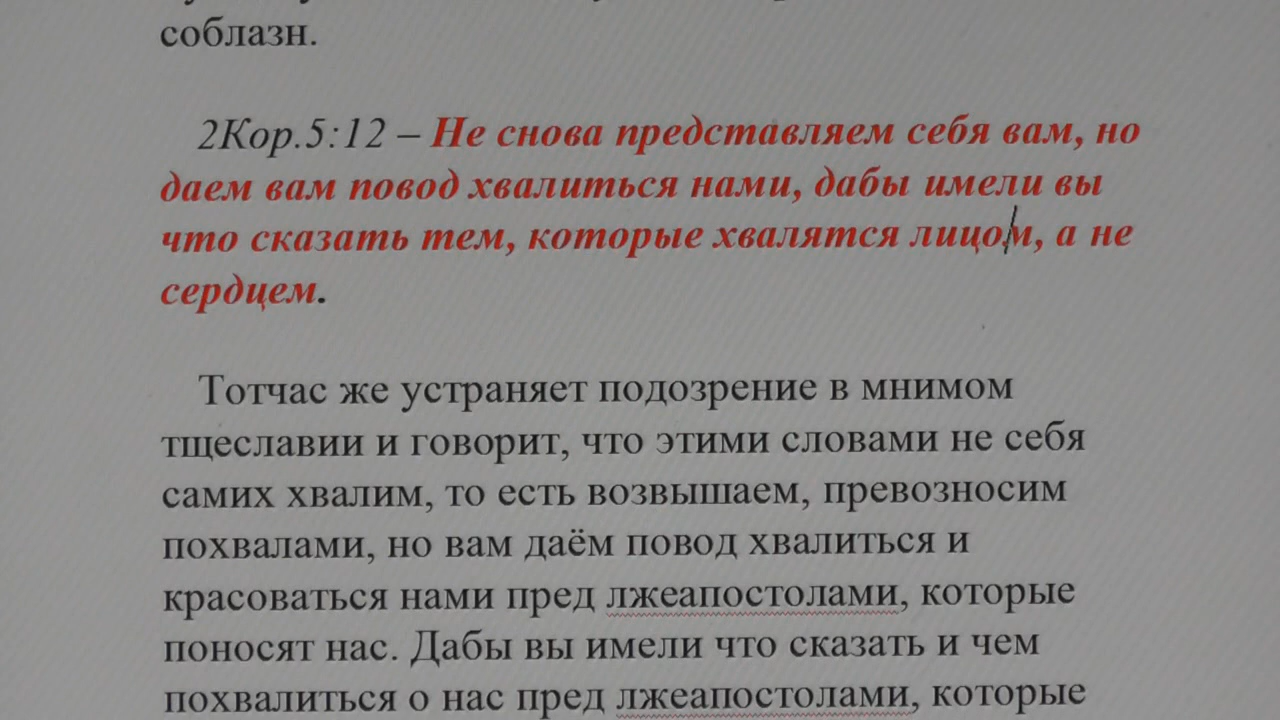 соблазн.
2Кор.5:12 – Не снова представляем себя вам, но
даем вам повод хвалиться нами, дабы имели вы
что сказать тем, которые хвалятся лицом, а не
сердцем.
Тотчас же устраняет подозрение в мнимом
тщеславии и говорит, что этими словами не себя
самих хвалим, то есть возвышаем, превозносим
похвалами, но вам даём повод хвалиться и
красоваться нами пред лжеапостолами, которые
поносят нас. Дабы вы имели что сказать и чем
похвалиться о нас пред лжеапостолами, которые